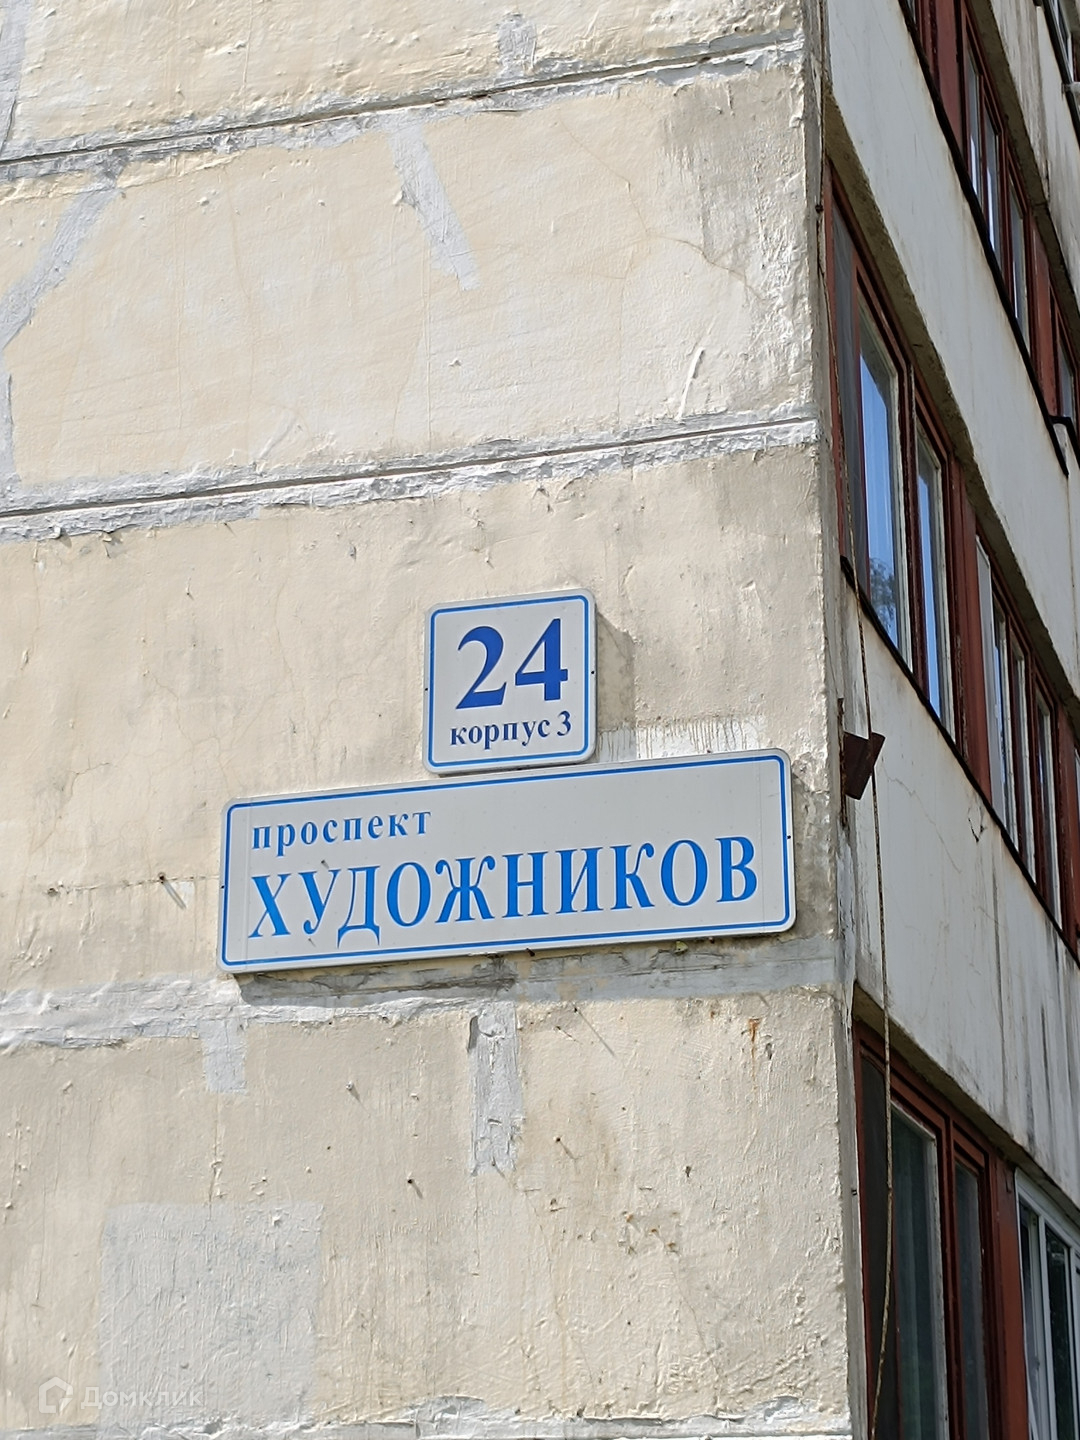 24
корпус 3
проспект
ХУДОЖНИКОВ
Домклик